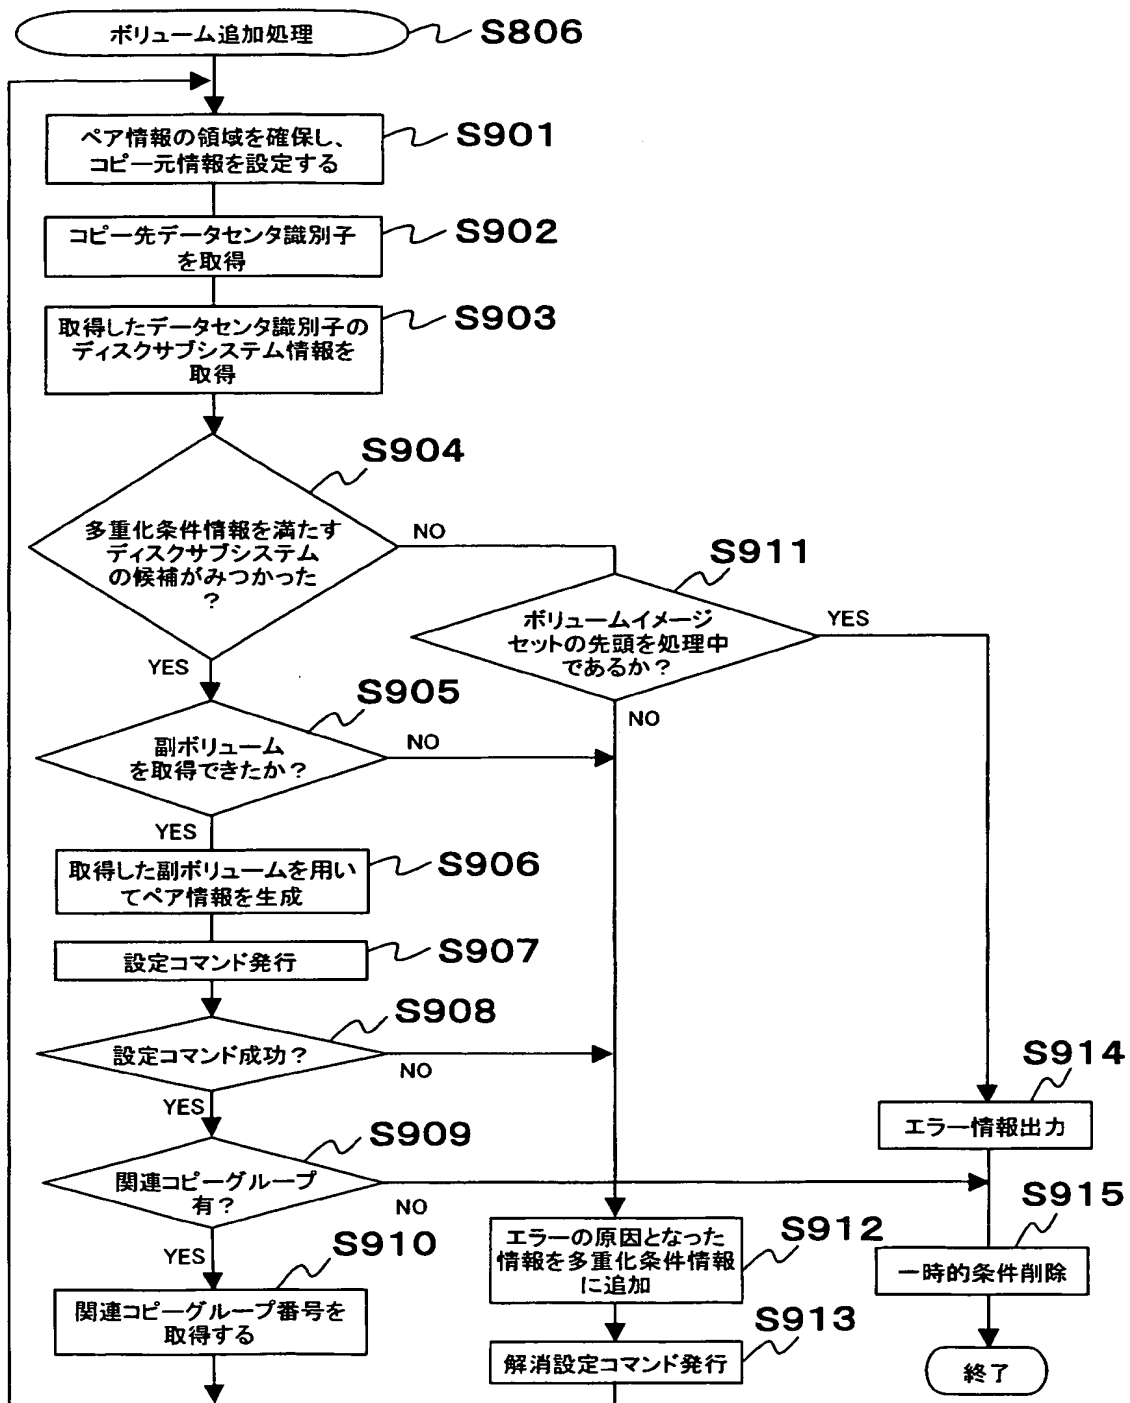 ボリューム追加処理
S806
ペア情報の領域を確保し、
コピー元情報を設定する
S901
コピー先データセンタ識別子
を取得
S902
取得したデータセンタ識別子の
ディスクサブシステム情報を
取得
S903
S904
多重化条件情報を満たす
ディスクサブシステム
の候補がみつかった
?
NO
YES
S911
ボリュームイメージ
セットの先頭を処理中
であるか?
YES
NO
S905
副ボリューム
を取得できたか?
NO
YES
取得した副ボリュームを用い
てペア情報を生成
S906
設定コマンド発行
S907
S908
設定コマンド成功?
NO
YES
S914
エラー情報出力
S909
関連コピーグループ
有?
NO
YES
S910
関連コピーグループ番号を
取得する
エラーの原因となった
情報を多重化条件情報
に追加
S912
S913
解消設定コマンド発行
S915
一時的条件削除
終了